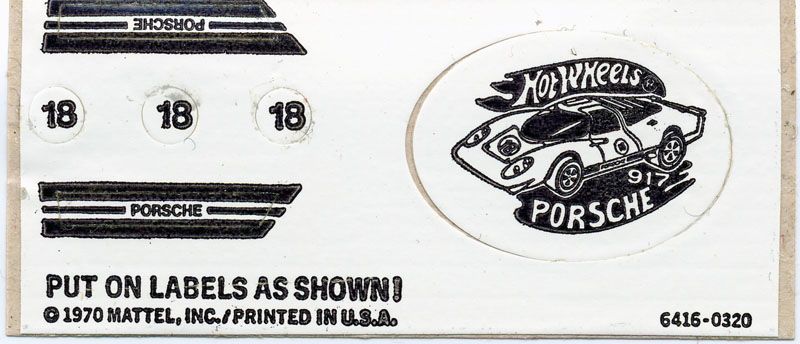 PORSCHE
18 18 18
PORSCHE
HOT WHEELS
917
PORSCHE
PUT ON LABELS AS SHOWN!
© 1970 MATTEL, INC./PRINTED IN U.S.A.
6416-0320